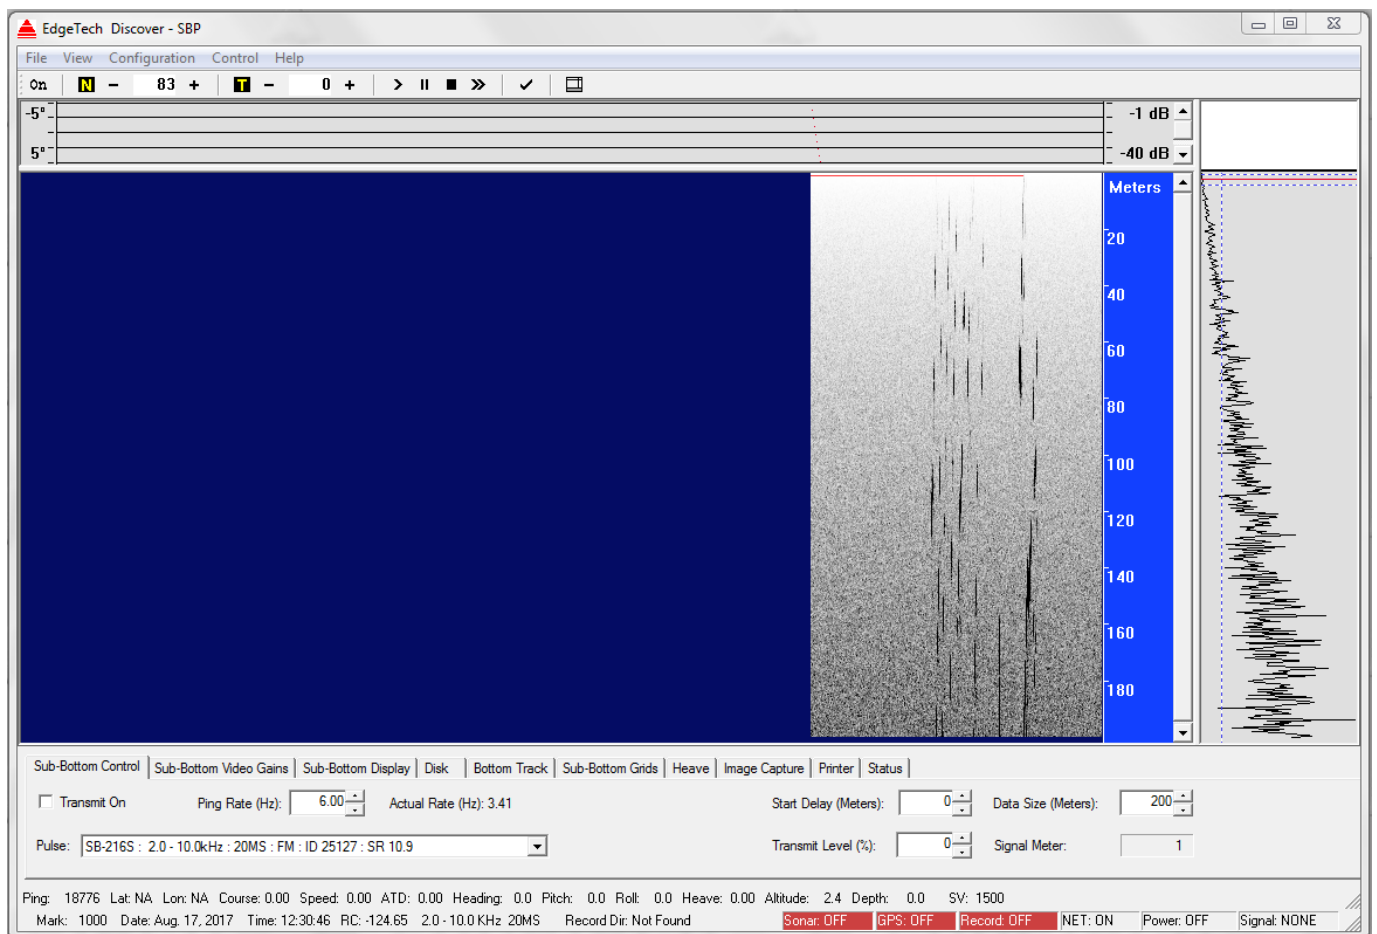 EdgeTech Discover - SBP
File View Configuration Control Help
On N - 83 + T - 0 +
-5° -1 dB
5° -40 dB
Meters
20
40
60
80
100
120
140
160
180
Sub-Bottom Control Sub-Bottom Video Gains Sub-Bottom Display Disk Bottom Track Sub-Bottom Grids Heave Image Capture Printer Status
Transmit On Ping Rate (Hz): 6.00 Actual Rate (Hz): 3.41 Start Delay (Meters): 0 Data Size (Meters): 200
Pulse: SB-216S : 2.0 - 10.0kHz : 20MS : FM : ID 25127 : SR 10.9 Transmit Level (%): 0 Signal Meter: 1
Ping: 18776 Lat: NA Lon: NA Course: 0.00 Speed: 0.00 ATD: 0.00 Heading: 0.0 Pitch: 0.0 Roll: 0.0 Heave: 0.00 Altitude: 2.4 Depth: 0.0 SV: 1500
Mark: 1000 Date: Aug. 17, 2017 Time: 12:30:46 RC: -124.65 2.0 - 10.0 KHz 20MS Record Dir: Not Found Sonar: OFF GPS: OFF Record: OFF NET: ON Power: OFF Signal: NONE